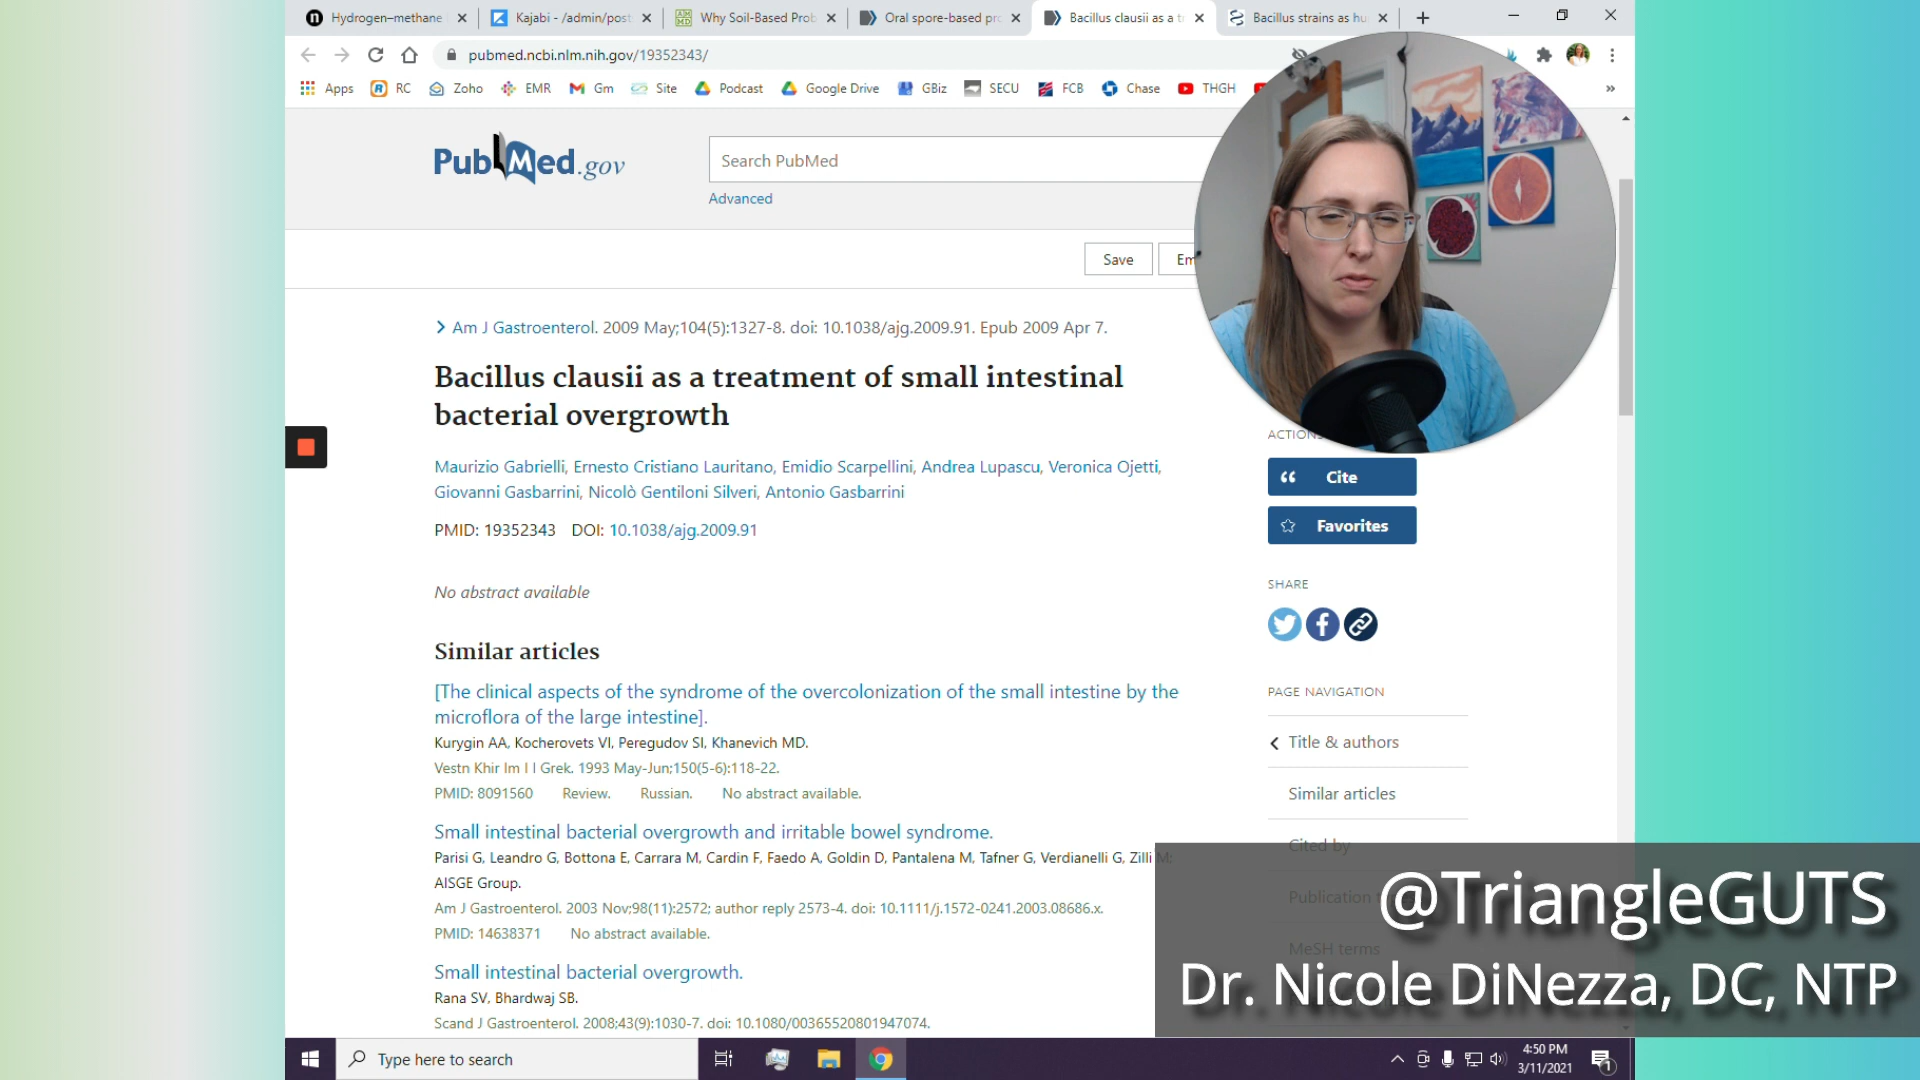 Hydrogen–methane
Kajabi - /admin/post
Why Soil-Based Prob
Oral spore-based pr
Bacillus clausii as a tr
Bacillus strains as hu
pubmed.ncbi.nlm.nih.gov/19352343/
Apps RC Zoho EMR Gm Site Podcast Google Drive GBiz SECU FCB Chase THGH
PubMed.gov
Search PubMed
Advanced
Save
Em
Am J Gastroenterol. 2009 May;104(5):1327-8. doi: 10.1038/ajg.2009.91. Epub 2009 Apr 7.
Bacillus clausii as a treatment of small intestinal
bacterial overgrowth
Maurizio Gabrielli, Ernesto Cristiano Lauritano, Emidio Scarpellini, Andrea Lupascu, Veronica Ojetti,
Giovanni Gasbarrini, Nicolò Gentiloni Silveri, Antonio Gasbarrini
PMID: 19352343 DOI: 10.1038/ajg.2009.91
No abstract available
Similar articles
[The clinical aspects of the syndrome of the overcolonization of the small intestine by the
microflora of the large intestine].
Kurygin AA, Kocherovets VI, Peregudov SI, Khanevich MD.
Vestn Khir Im I I Grek. 1993 May-Jun;150(5-6):118-22.
PMID: 8091560 Review. Russian. No abstract available.
Small intestinal bacterial overgrowth and irritable bowel syndrome.
Parisi G, Leandro G, Bottona E, Carrara M, Cardin F, Faedo A, Goldin D, Pantalena M, Tafner G, Verdianelli G, Zilli M;
AISGE Group.
Am J Gastroenterol. 2003 Nov;98(11):2572; author reply 2573-4. doi: 10.1111/j.1572-0241.2003.08686.x.
PMID: 14638371 No abstract available.
Small intestinal bacterial overgrowth.
Rana SV, Bhardwaj SB.
Scand J Gastroenterol. 2008;43(9):1030-7. doi: 10.1080/00365520801947074.
ACTIONS
Cite
Favorites
SHARE
PAGE NAVIGATION
Title & authors
Similar articles
Cited by
Publication
MeSH terms
@TriangleGUTS
Dr. Nicole DiNezza, DC, NTP
Type here to search
4:50 PM
3/11/2021
1